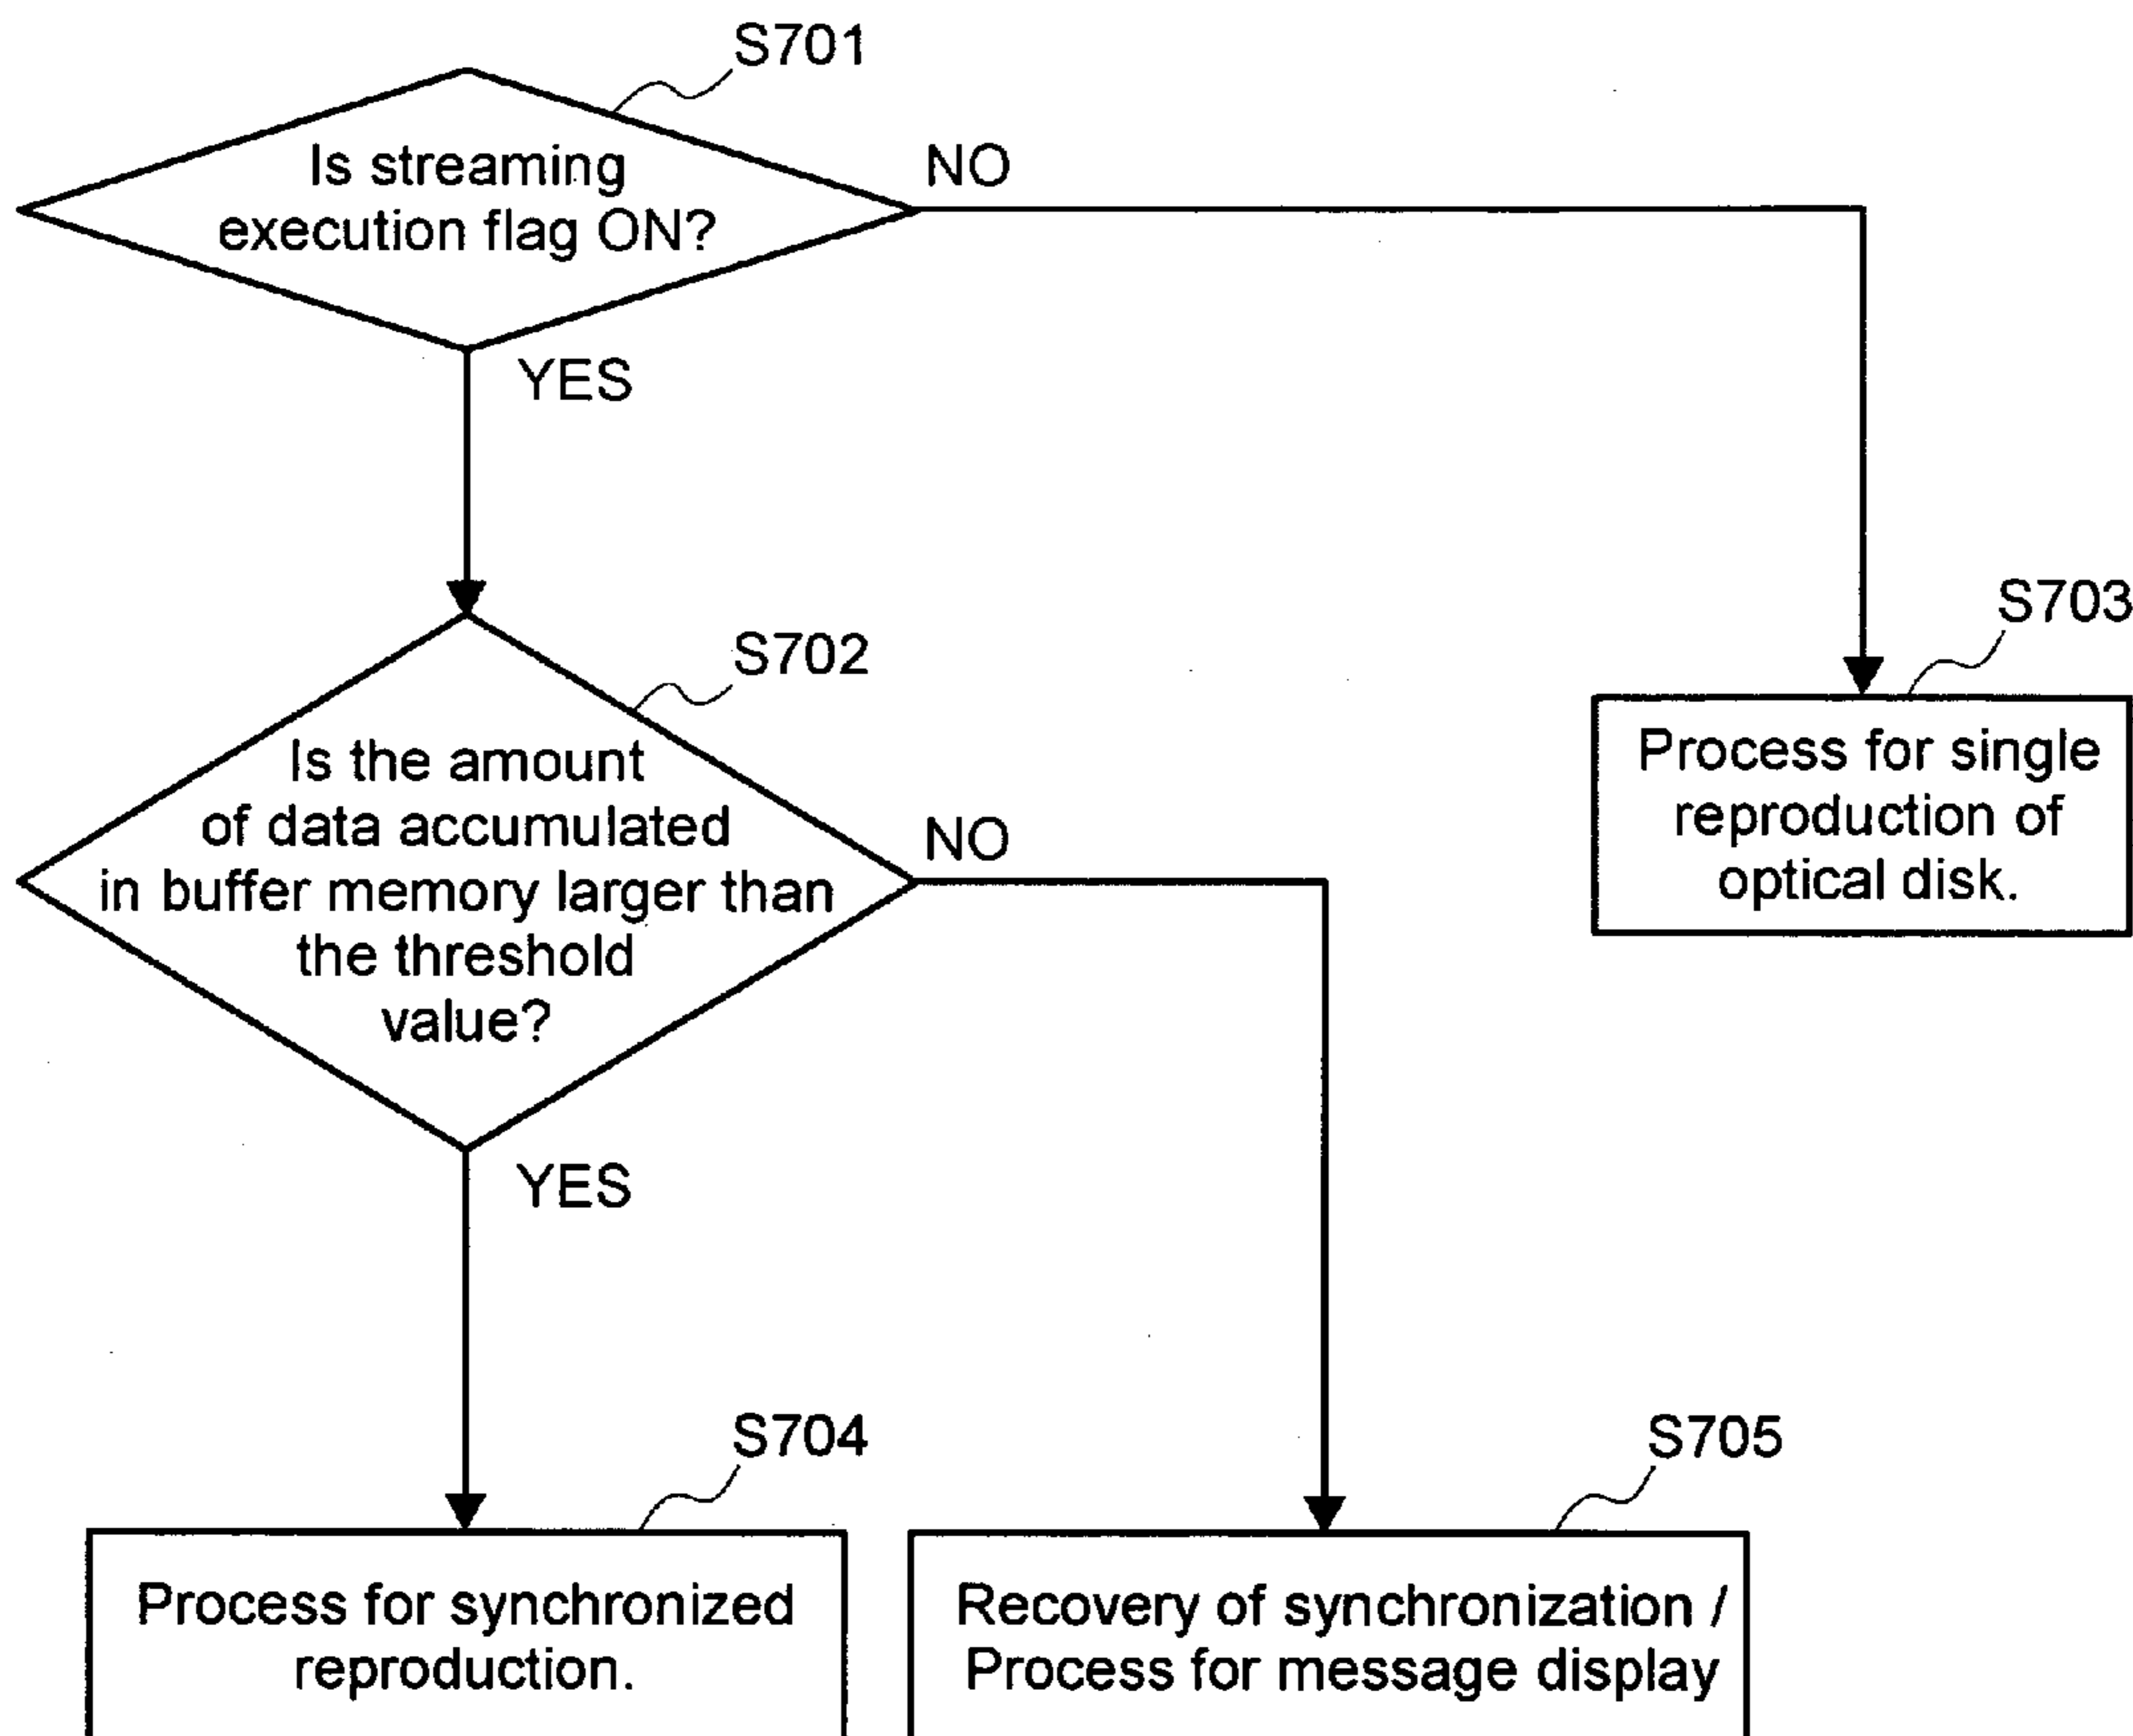 S701
Is streaming
execution flag ON?
NO
YES
S702
Is the amount
of data accumulated
in buffer memory larger than
the threshold
value?
NO
YES
S703
Process for single
reproduction of
optical disk.
S704
Process for synchronized
reproduction.
S705
Recovery of synchronization /
Process for message display